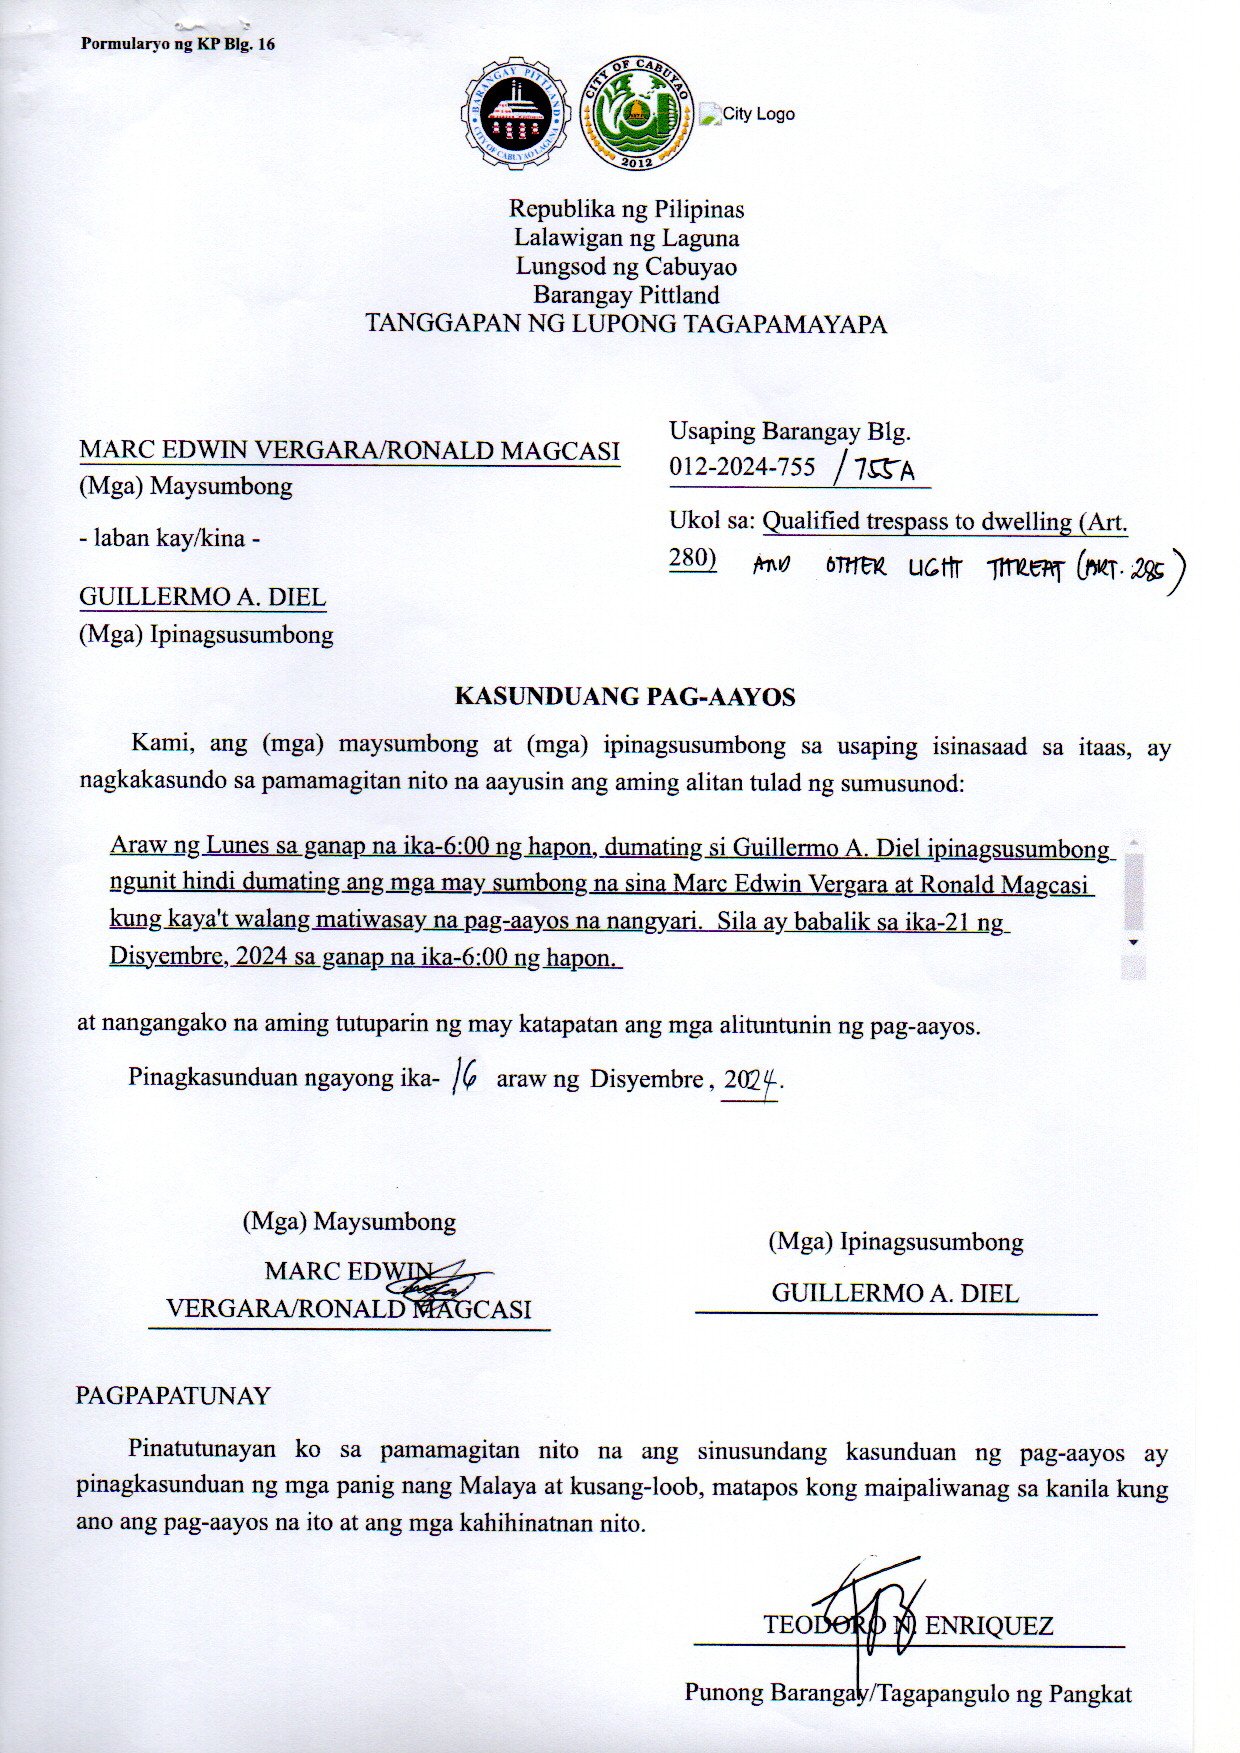 Pormularyo ng KP Blg. 16
BARANGAY PITTLAND
CITY OF CABUYAO LAGUNA
CITY OF CABUYAO
2012
City Logo
Republika ng Pilipinas
Lalawigan ng Laguna
Lungsod ng Cabuyao
Barangay Pittland
TANGGAPAN NG LUPONG TAGAPAMAYAPA
MARC EDWIN VERGARA/RONALD MAGCASI
(Mga) Maysumbong
- laban kay/kina -
GUILLERMO A. DIEL
(Mga) Ipinagsusumbong
Usaping Barangay Blg.
012-2024-755 / 755A
Ukol sa: Qualified trespass to dwelling (Art.
280) AND OTHER LIGHT THREAT (ART. 285)
KASUNDUANG PAG-AAYOS
Kami, ang (mga) maysumbong at (mga) ipinagsusumbong sa usaping isinasaad sa itaas, ay
nagkakasundo sa pamamagitan nito na aayusin ang aming alitan tulad ng sumusunod:
Araw ng Lunes sa ganap na ika-6:00 ng hapon, dumating si Guillermo A. Diel ipinagsusumbong
ngunit hindi dumating ang mga may sumbong na sina Marc Edwin Vergara at Ronald Magcasi
kung kaya't walang matiwasay na pag-aayos na nangyari. Sila ay babalik sa ika-21 ng
Disyembre, 2024 sa ganap na ika-6:00 ng hapon.
at nangangako na aming tutuparin ng may katapatan ang mga alituntunin ng pag-aayos.
Pinagkasunduan ngayong ika- 16 araw ng Disyembre , 2024.
(Mga) Maysumbong
MARC EDWIN
VERGARA/RONALD MAGCASI
(Mga) Ipinagsusumbong
GUILLERMO A. DIEL
PAGPAPATUNAY
Pinatutunayan ko sa pamamagitan nito na ang sinusundang kasunduan ng pag-aayos ay
pinagkasunduan ng mga panig nang Malaya at kusang-loob, matapos kong maipaliwanag sa kanila kung
ano ang pag-aayos na ito at ang mga kahihinatnan nito.
TEODORO N. ENRIQUEZ
Punong Barangay/Tagapangulo ng Pangkat